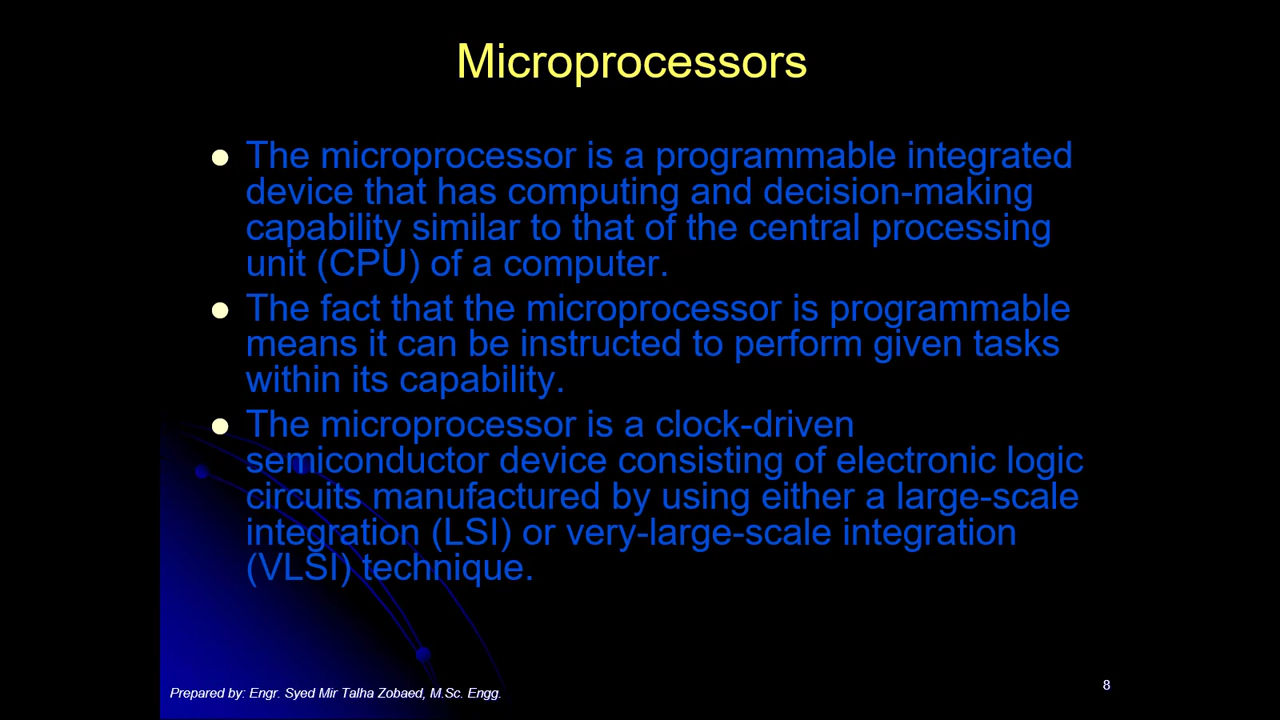 Microprocessors
The microprocessor is a programmable integrated
device that has computing and decision-making
capability similar to that of the central processing
unit (CPU) of a computer.
The fact that the microprocessor is programmable
means it can be instructed to perform given tasks
within its capability.
The microprocessor is a clock-driven
semiconductor device consisting of electronic logic
circuits manufactured by using either a large-scale
integration (LSI) or very-large-scale integration
(VLSI) technique.
Prepared by: Engr. Syed Mir Talha Zobaed, M.Sc. Engg.
8